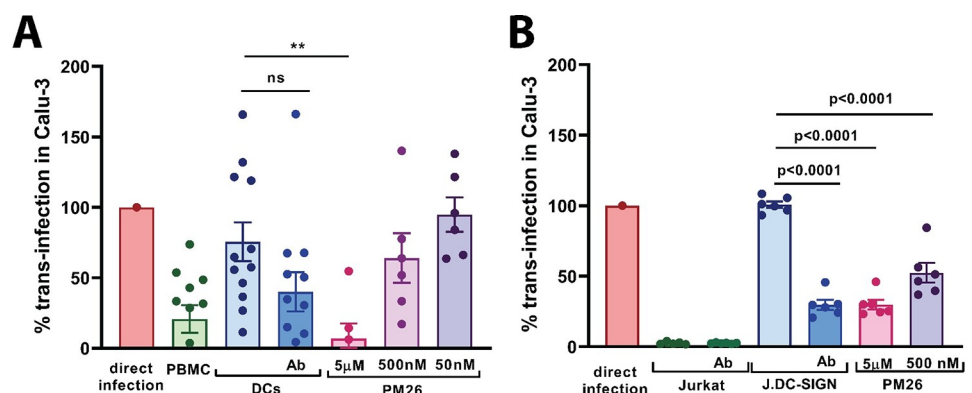 A
% trans-infection in Calu-3
200
150
100
50
0
**
ns
direct infection
PBMC
Ab
5µM
500nM
50nM
DCs
PM26
B
% trans-infection in Calu-3
200
150
100
50
0
p<0.0001
p<0.0001
p<0.0001
direct
infection
Ab
Ab
5µM
500 nM
Jurkat
J.DC-SIGN
PM26